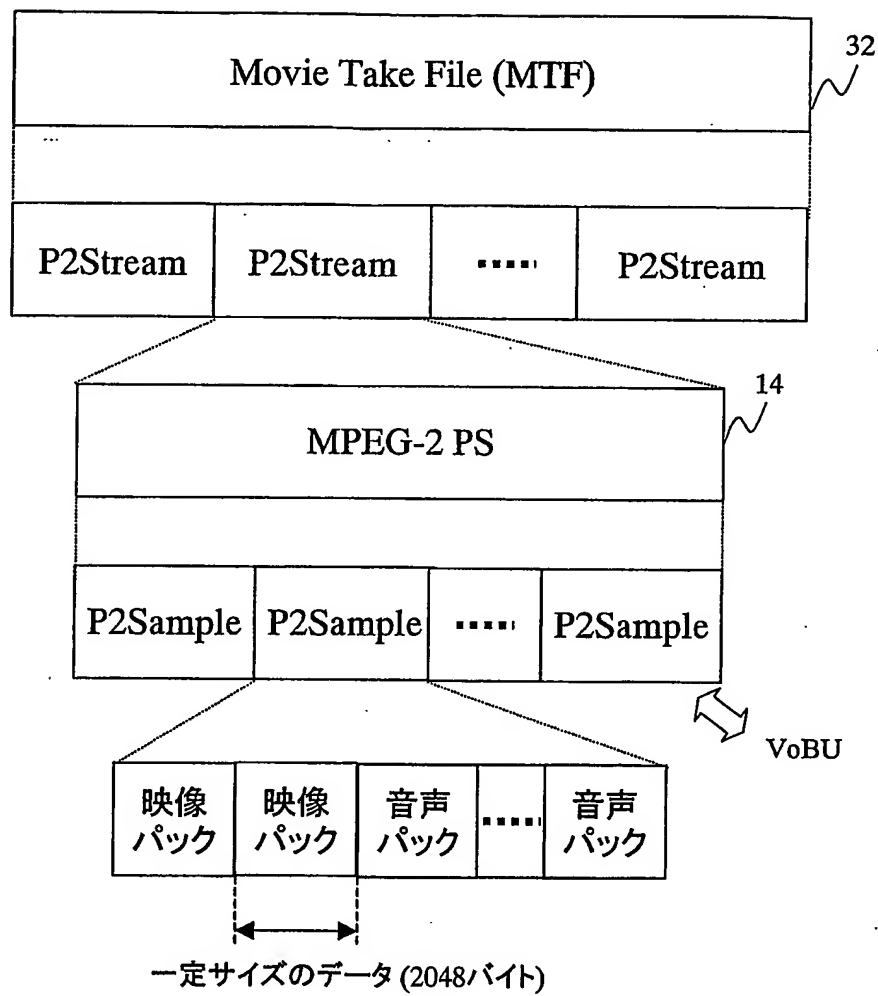 Movie Take File (MTF)
32
P2Stream
P2Stream
P2Stream
MPEG-2 PS
14
P2Sample
P2Sample
P2Sample
VoBU
映像
パック
映像
パック
音声
パック
音声
パック
一定サイズのデータ(2048バイト)